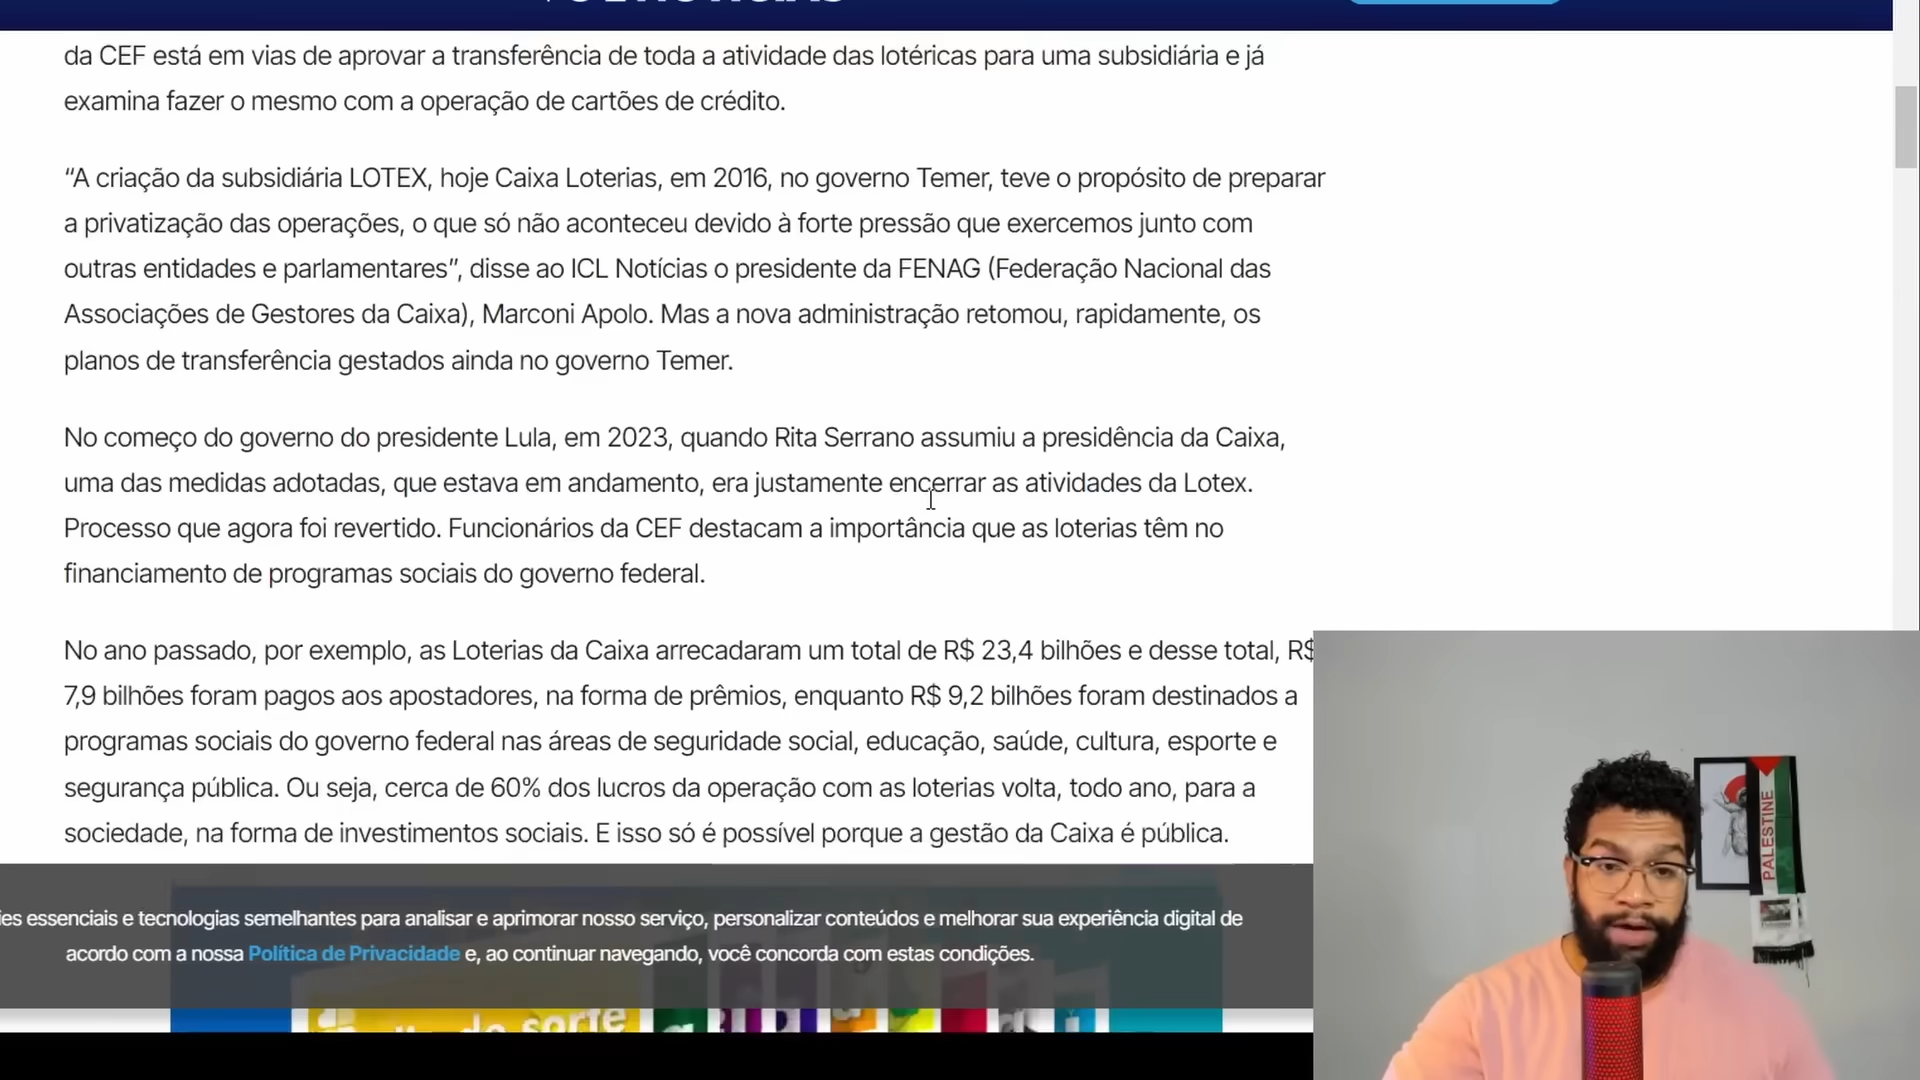 da CEF está em vias de aprovar a transferência de toda a atividade das lotéricas para uma subsidiária e já
examina fazer o mesmo com a operação de cartões de crédito.
“A criação da subsidiária LOTEX, hoje Caixa Loterias, em 2016, no governo Temer, teve o propósito de preparar
a privatização das operações, o que só não aconteceu devido à forte pressão que exercemos junto com
outras entidades e parlamentares”, disse ao ICL Notícias o presidente da FENAG (Federação Nacional das
Associações de Gestores da Caixa), Marconi Apolo. Mas a nova administração retomou, rapidamente, os
planos de transferência gestados ainda no governo Temer.
No começo do governo do presidente Lula, em 2023, quando Rita Serrano assumiu a presidência da Caixa,
uma das medidas adotadas, que estava em andamento, era justamente encerrar as atividades da Lotex.
Processo que agora foi revertido. Funcionários da CEF destacam a importância que as loterias têm no
financiamento de programas sociais do governo federal.
No ano passado, por exemplo, as Loterias da Caixa arrecadaram um total de R$ 23,4 bilhões e desse total, R$
7,9 bilhões foram pagos aos apostadores, na forma de prêmios, enquanto R$ 9,2 bilhões foram destinados a
programas sociais do governo federal nas áreas de seguridade social, educação, saúde, cultura, esporte e
segurança pública. Ou seja, cerca de 60% dos lucros da operação com as loterias volta, todo ano, para a
sociedade, na forma de investimentos sociais. E isso só é possível porque a gestão da Caixa é pública.
essenciais e tecnologias semelhantes para analisar e aprimorar nosso serviço, personalizar conteúdos e melhorar sua experiência digital de
acordo com a nossa Política de Privacidade e, ao continuar navegando, você concorda com estas condições.
sorte
PALESTINE